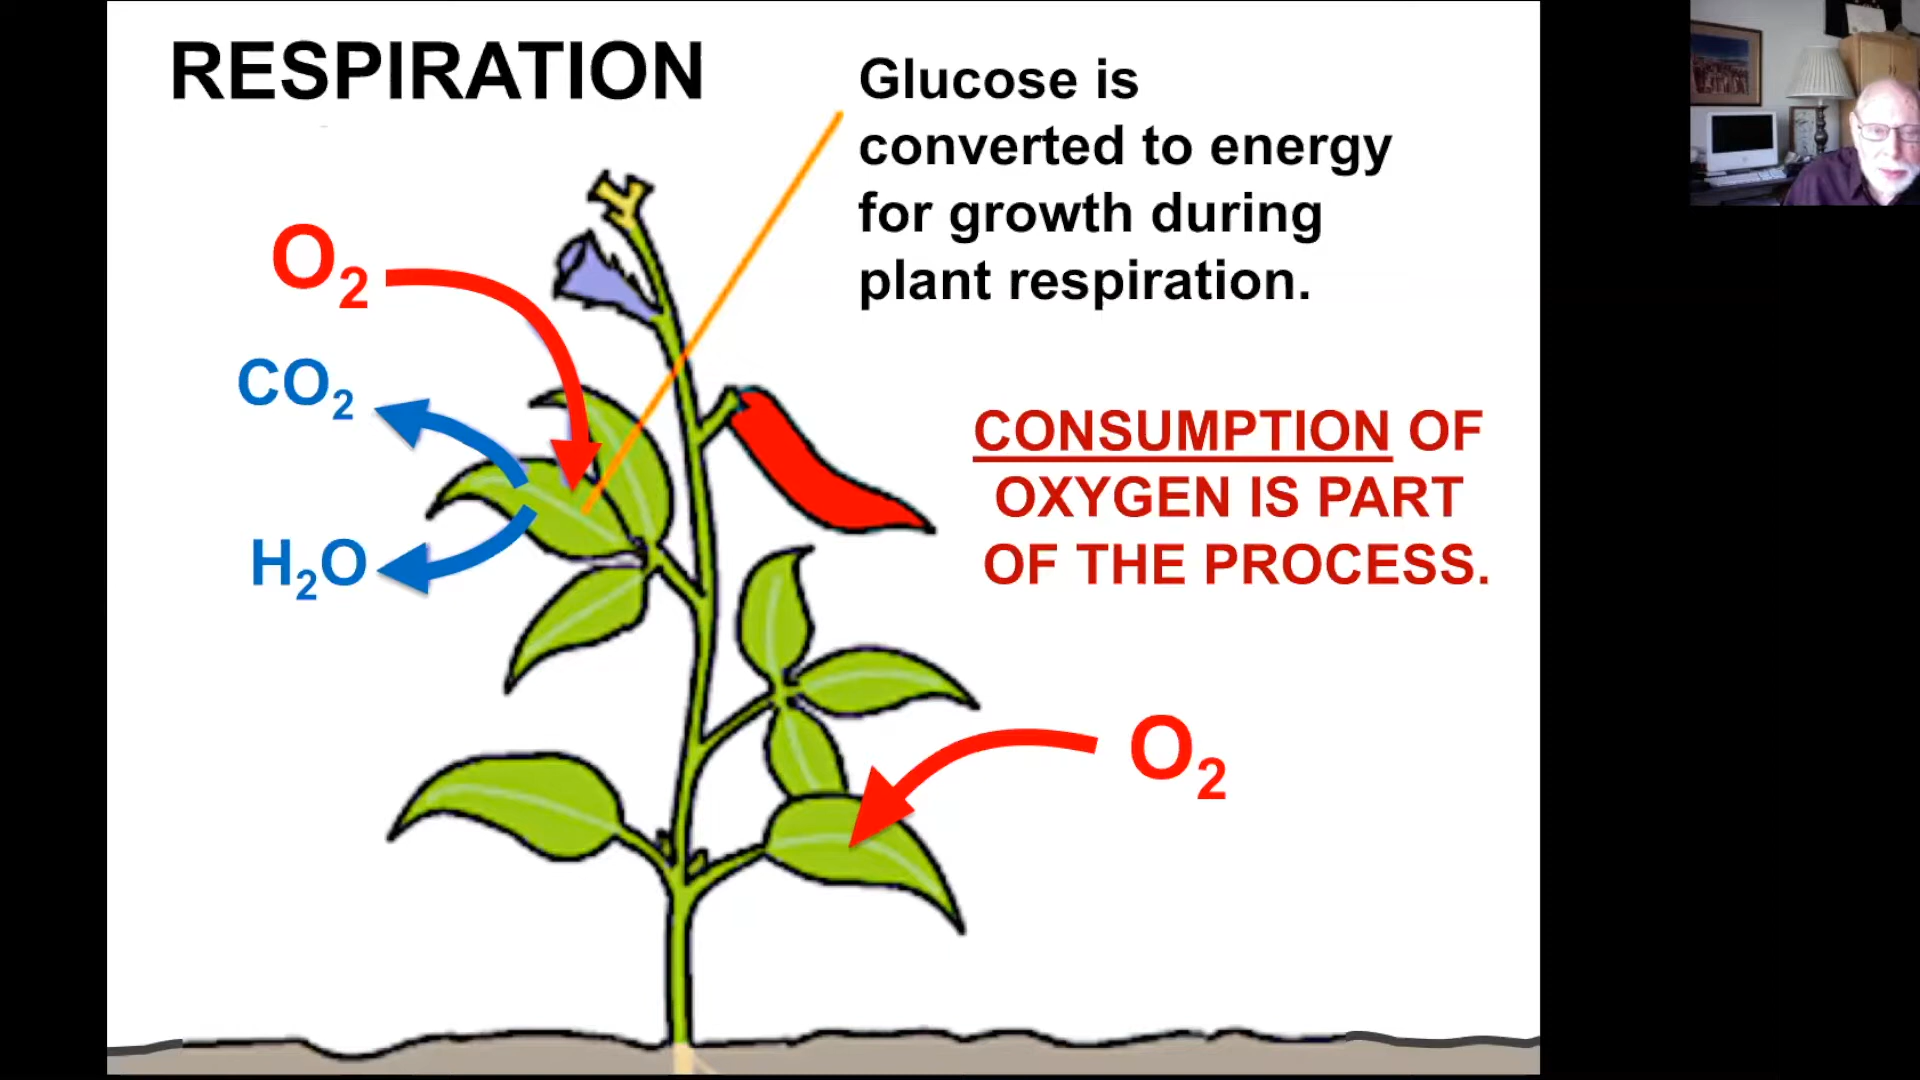 RESPIRATION
Glucose is
converted to energy
for growth during
plant respiration.
O₂
CO₂
H₂O
CONSUMPTION OF
OXYGEN IS PART
OF THE PROCESS.
O₂